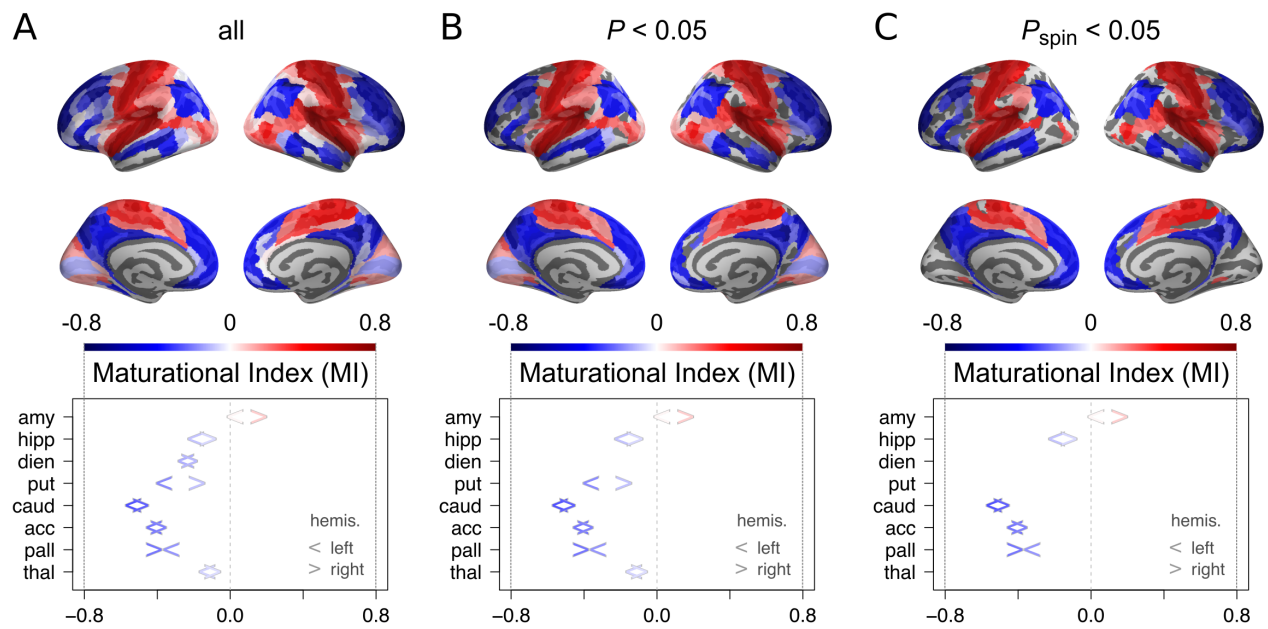 A all
B P < 0.05
C Pspin < 0.05
-0.8 0 0.8
-0.8 0 0.8
-0.8 0 0.8
Maturational Index (MI)
Maturational Index (MI)
Maturational Index (MI)
amy
hipp
dien
put
caud
acc
pall
thal
hemis.
< left
> right
−0.8 0.0 0.8
amy
hipp
dien
put
caud
acc
pall
thal
hemis.
< left
> right
−0.8 0.0 0.8
amy
hipp
dien
put
caud
acc
pall
thal
hemis.
< left
> right
−0.8 0.0 0.8